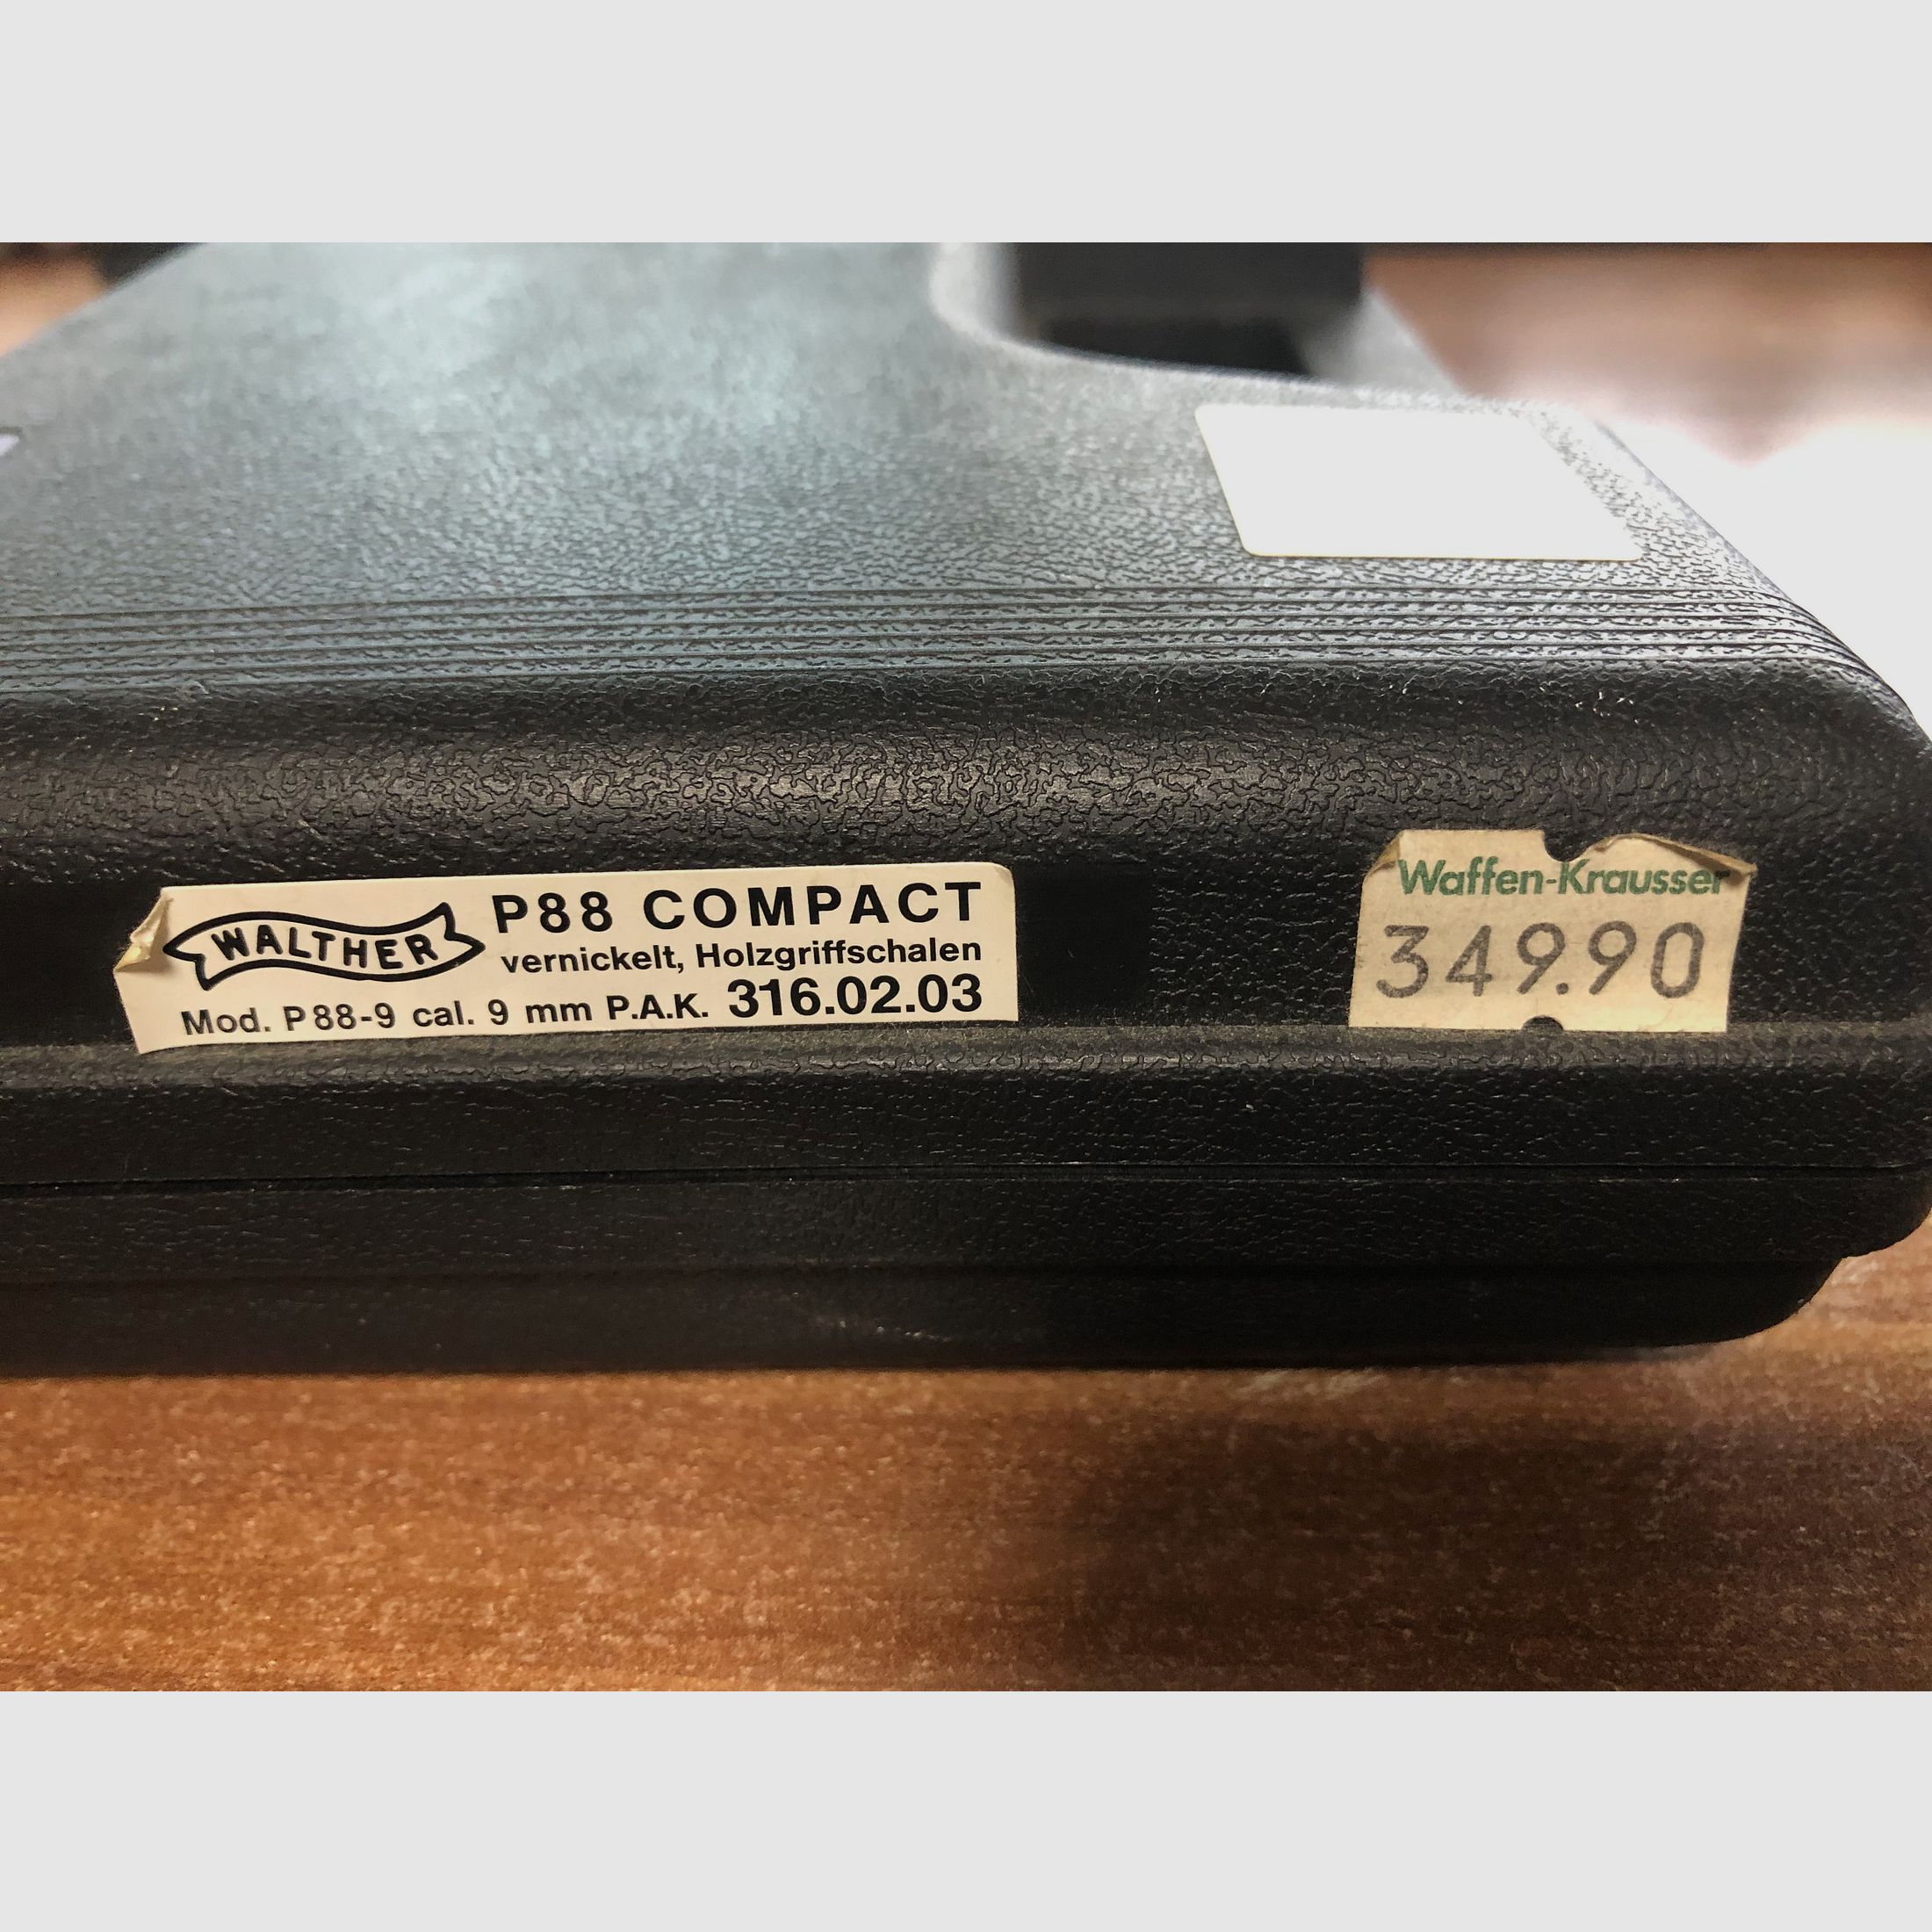 WALTHER
P88 COMPACT
vernickelt, Holzgriffschalen
Mod. P88-9 cal. 9 mm P.A.K. 316.02.03
Waffen-Krausser
349.90